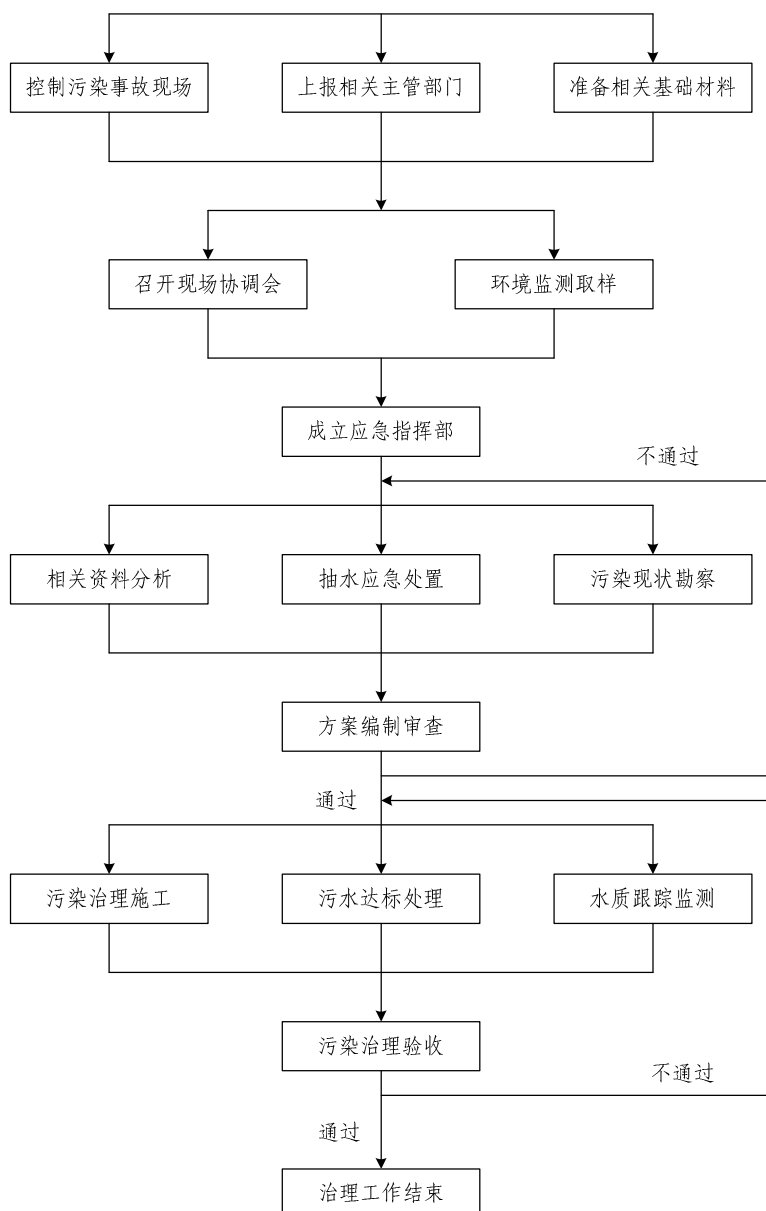 控制污染事故现场
上报相关主管部门
准备相关基础材料
召开现场协调会
环境监测取样
成立应急指挥部
不通过
相关资料分析
抽水应急处置
污染现状勘察
方案编制审查
通过
污染治理施工
污水达标处理
水质跟踪监测
污染治理验收
不通过
通过
治理工作结束